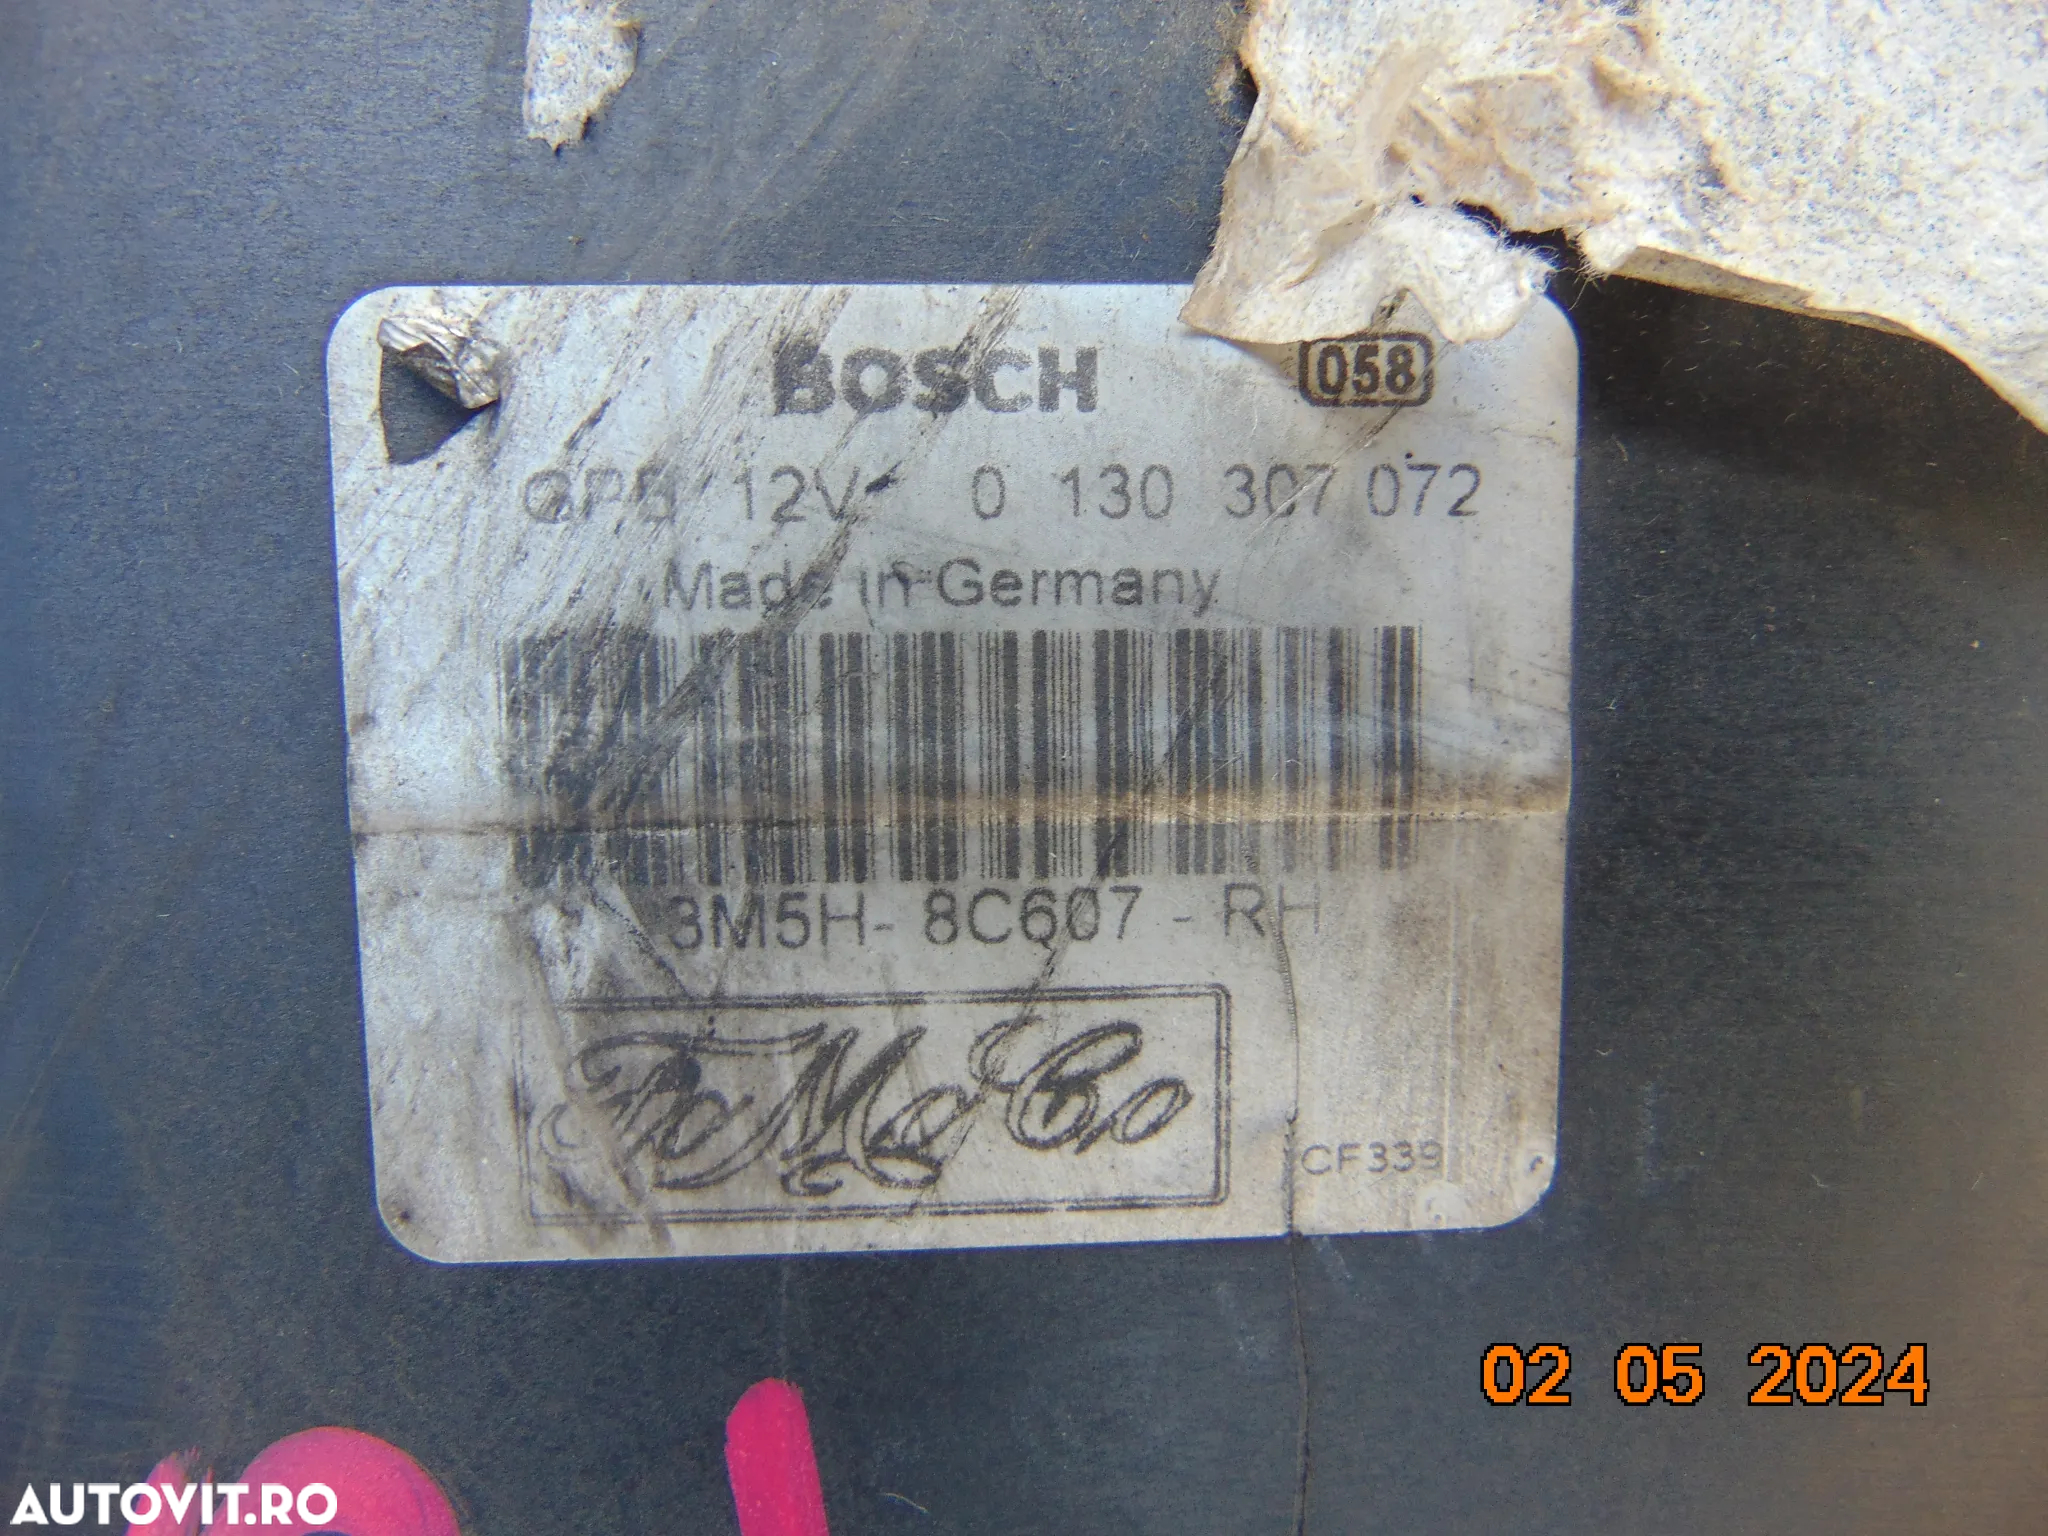 BOSCH 058
GPB 12V 0 130 307 072
Made in Germany
3M5H- 8C607 - RH
FoMoCo
CF339
02 05 2024
AUTOVIT.RO